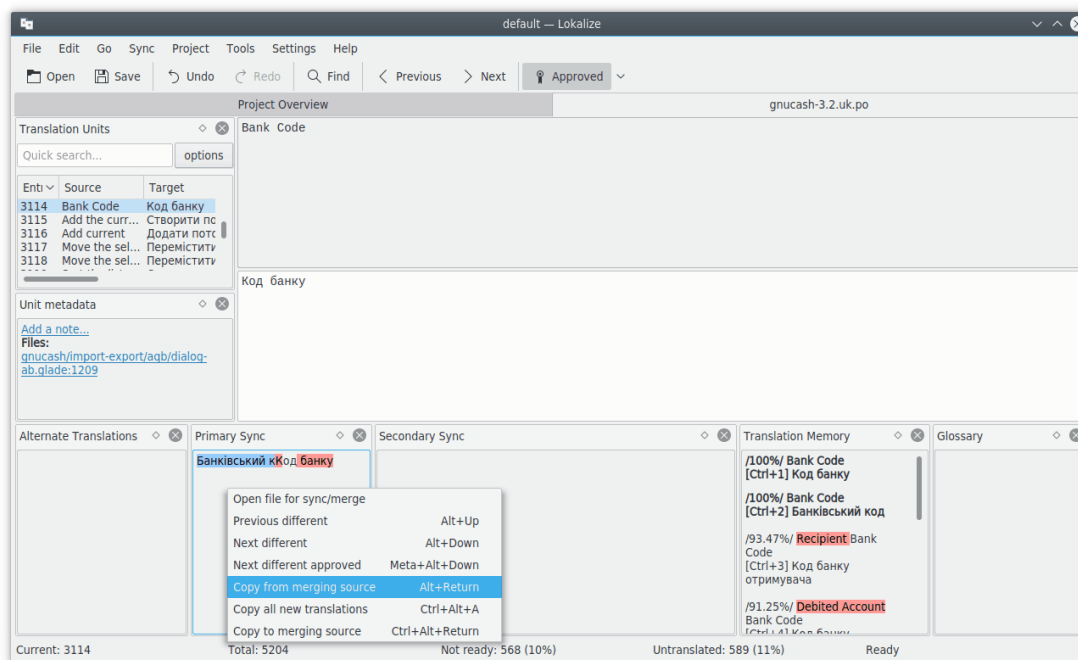 default — Lokalize
File Edit Go Sync Project Tools Settings Help
Open Save Undo Redo Find Previous Next Approved
Project Overview gnucash-3.2.uk.po
Translation Units
Quick search... options
Source Target
3114 Bank Code Код банку
3115 Add the curr... Створити по
3116 Add current Додати пото
3117 Move the sel... Перемістити
3118 Move the sel... Перемістити
Bank Code
Код банку
Unit metadata
Add a note...
Files:
gnucash/import-export/aqb/dialog-
ab.glade:1209
Alternate Translations
Primary Sync
Банківський кКод банку
Open file for sync/merge
Previous different Alt+Up
Next different Alt+Down
Next different approved Meta+Alt+Down
Copy from merging source Alt+Return
Copy all new translations Ctrl+Alt+A
Copy to merging source Ctrl+Alt+Return
Secondary Sync
Translation Memory
/100%/ Bank Code
[Ctrl+1] Код банку
/100%/ Bank Code
[Ctrl+2] Банківський код
/93.47%/ Recipient Bank
Code
[Ctrl+3] Код банку
отримувача
/91.25%/ Debited Account
Bank Code
[Ctrl+4] Код банку
Glossary
Current: 3114 Total: 5204 Not ready: 568 (10%) Untranslated: 589 (11%) Ready